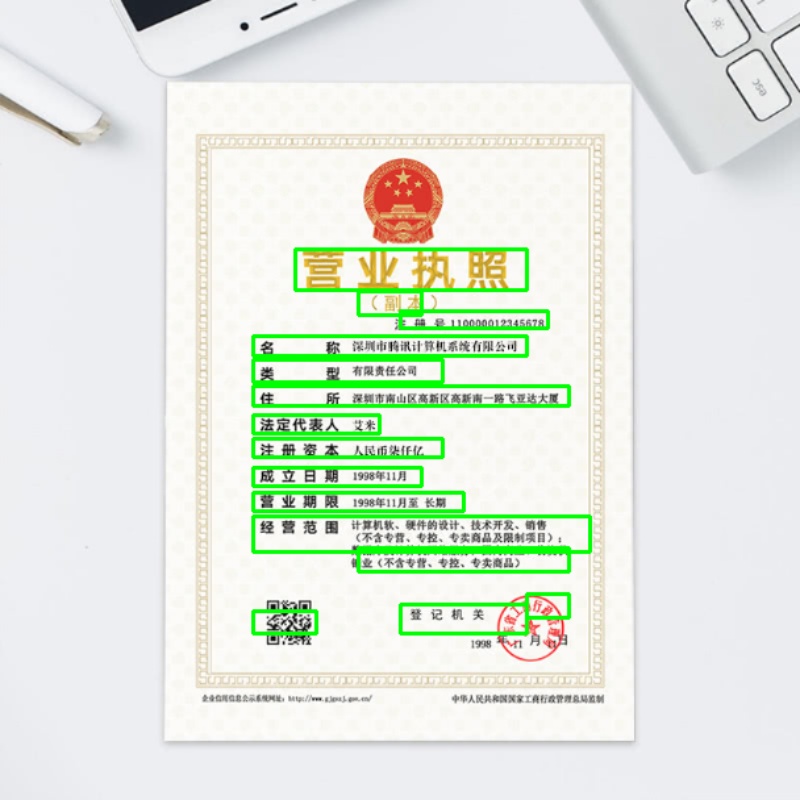 营业执照
（副本）
注 册 号 110000012345678
名 称 深圳市腾讯计算机系统有限公司
类 型 有限责任公司
住 所 深圳市南山区高新区高新南一路飞亚达大厦
法定代表人 艾米
注 册 资 本 人民币柒仟亿
成 立 日 期 1998年11月
营 业 期 限 1998年11月至 长期
经 营 范 围 计算机软、硬件的设计、技术开发、销售
（不含专营、专控、专卖商品及限制项目）；
业（不含专营、专控、专卖商品）
登 记 机 关
1998 年 11 月 11 日
企业信用信息公示系统网址：
中华人民共和国国家工商行政管理总局监制
esc